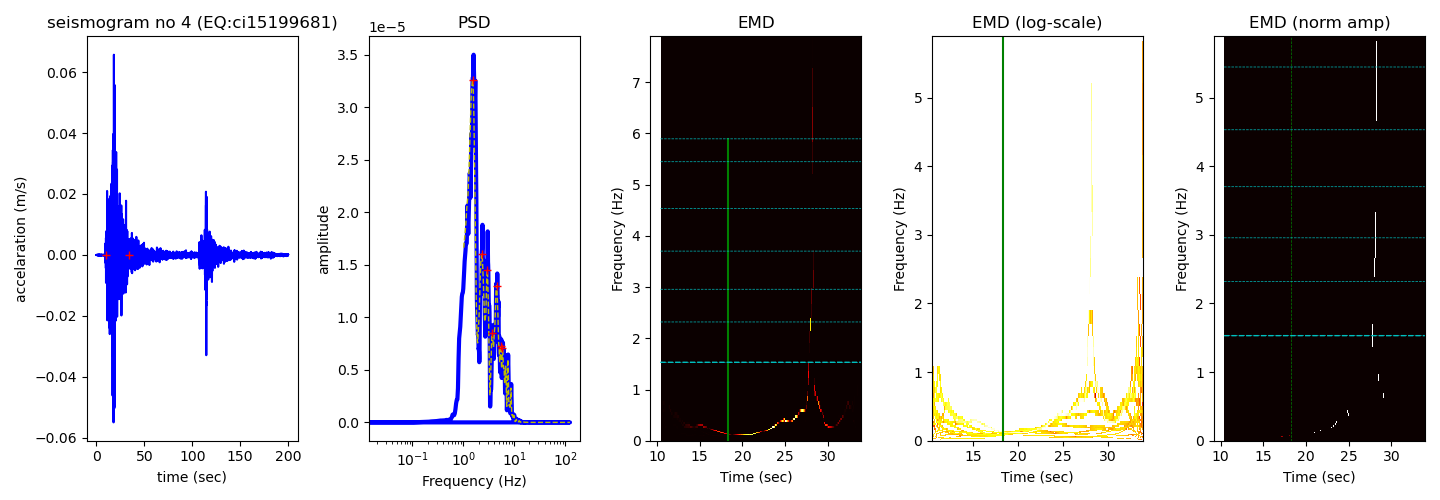 seismogram no 4 (EQ:ci15199681)
accelaration (m/s)
0.06
0.04
0.02
0.00
−0.02
−0.04
−0.06
0 50 100 150 200
time (sec)
PSD
1e−5
amplitude
3.5
3.0
2.5
2.0
1.5
1.0
0.5
0.0
10⁻¹ 10⁰ 10¹ 10²
Frequency (Hz)
EMD
Frequency (Hz)
7
6
5
4
3
2
1
0
10 15 20 25 30
Time (sec)
EMD (log-scale)
Frequency (Hz)
5
4
3
2
1
0
15 20 25 30
Time (sec)
EMD (norm amp)
Frequency (Hz)
5
4
3
2
1
0
10 15 20 25 30
Time (sec)